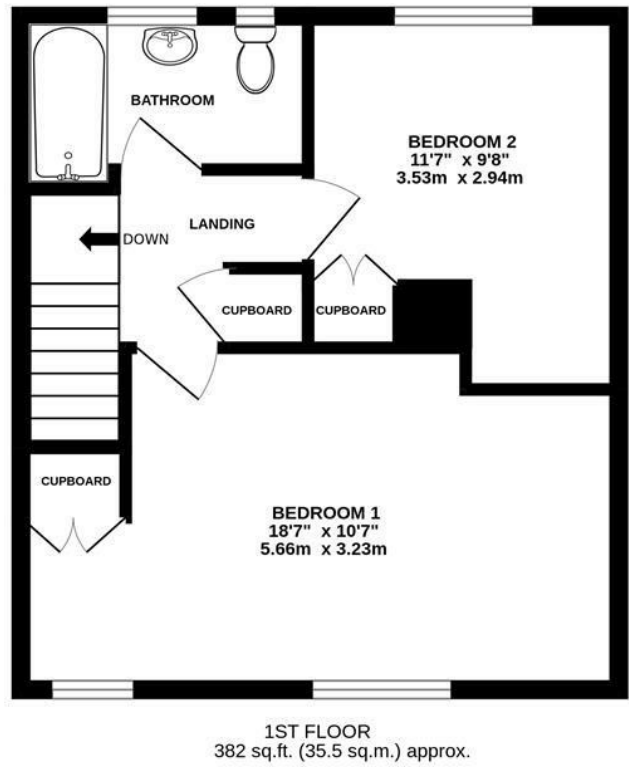 BATHROOM
BEDROOM 2
11'7" x 9'8"
3.53m x 2.94m
LANDING
DOWN
CUPBOARD
CUPBOARD
CUPBOARD
BEDROOM 1
18'7" x 10'7"
5.66m x 3.23m
1ST FLOOR
382 sq.ft. (35.5 sq.m.) approx.